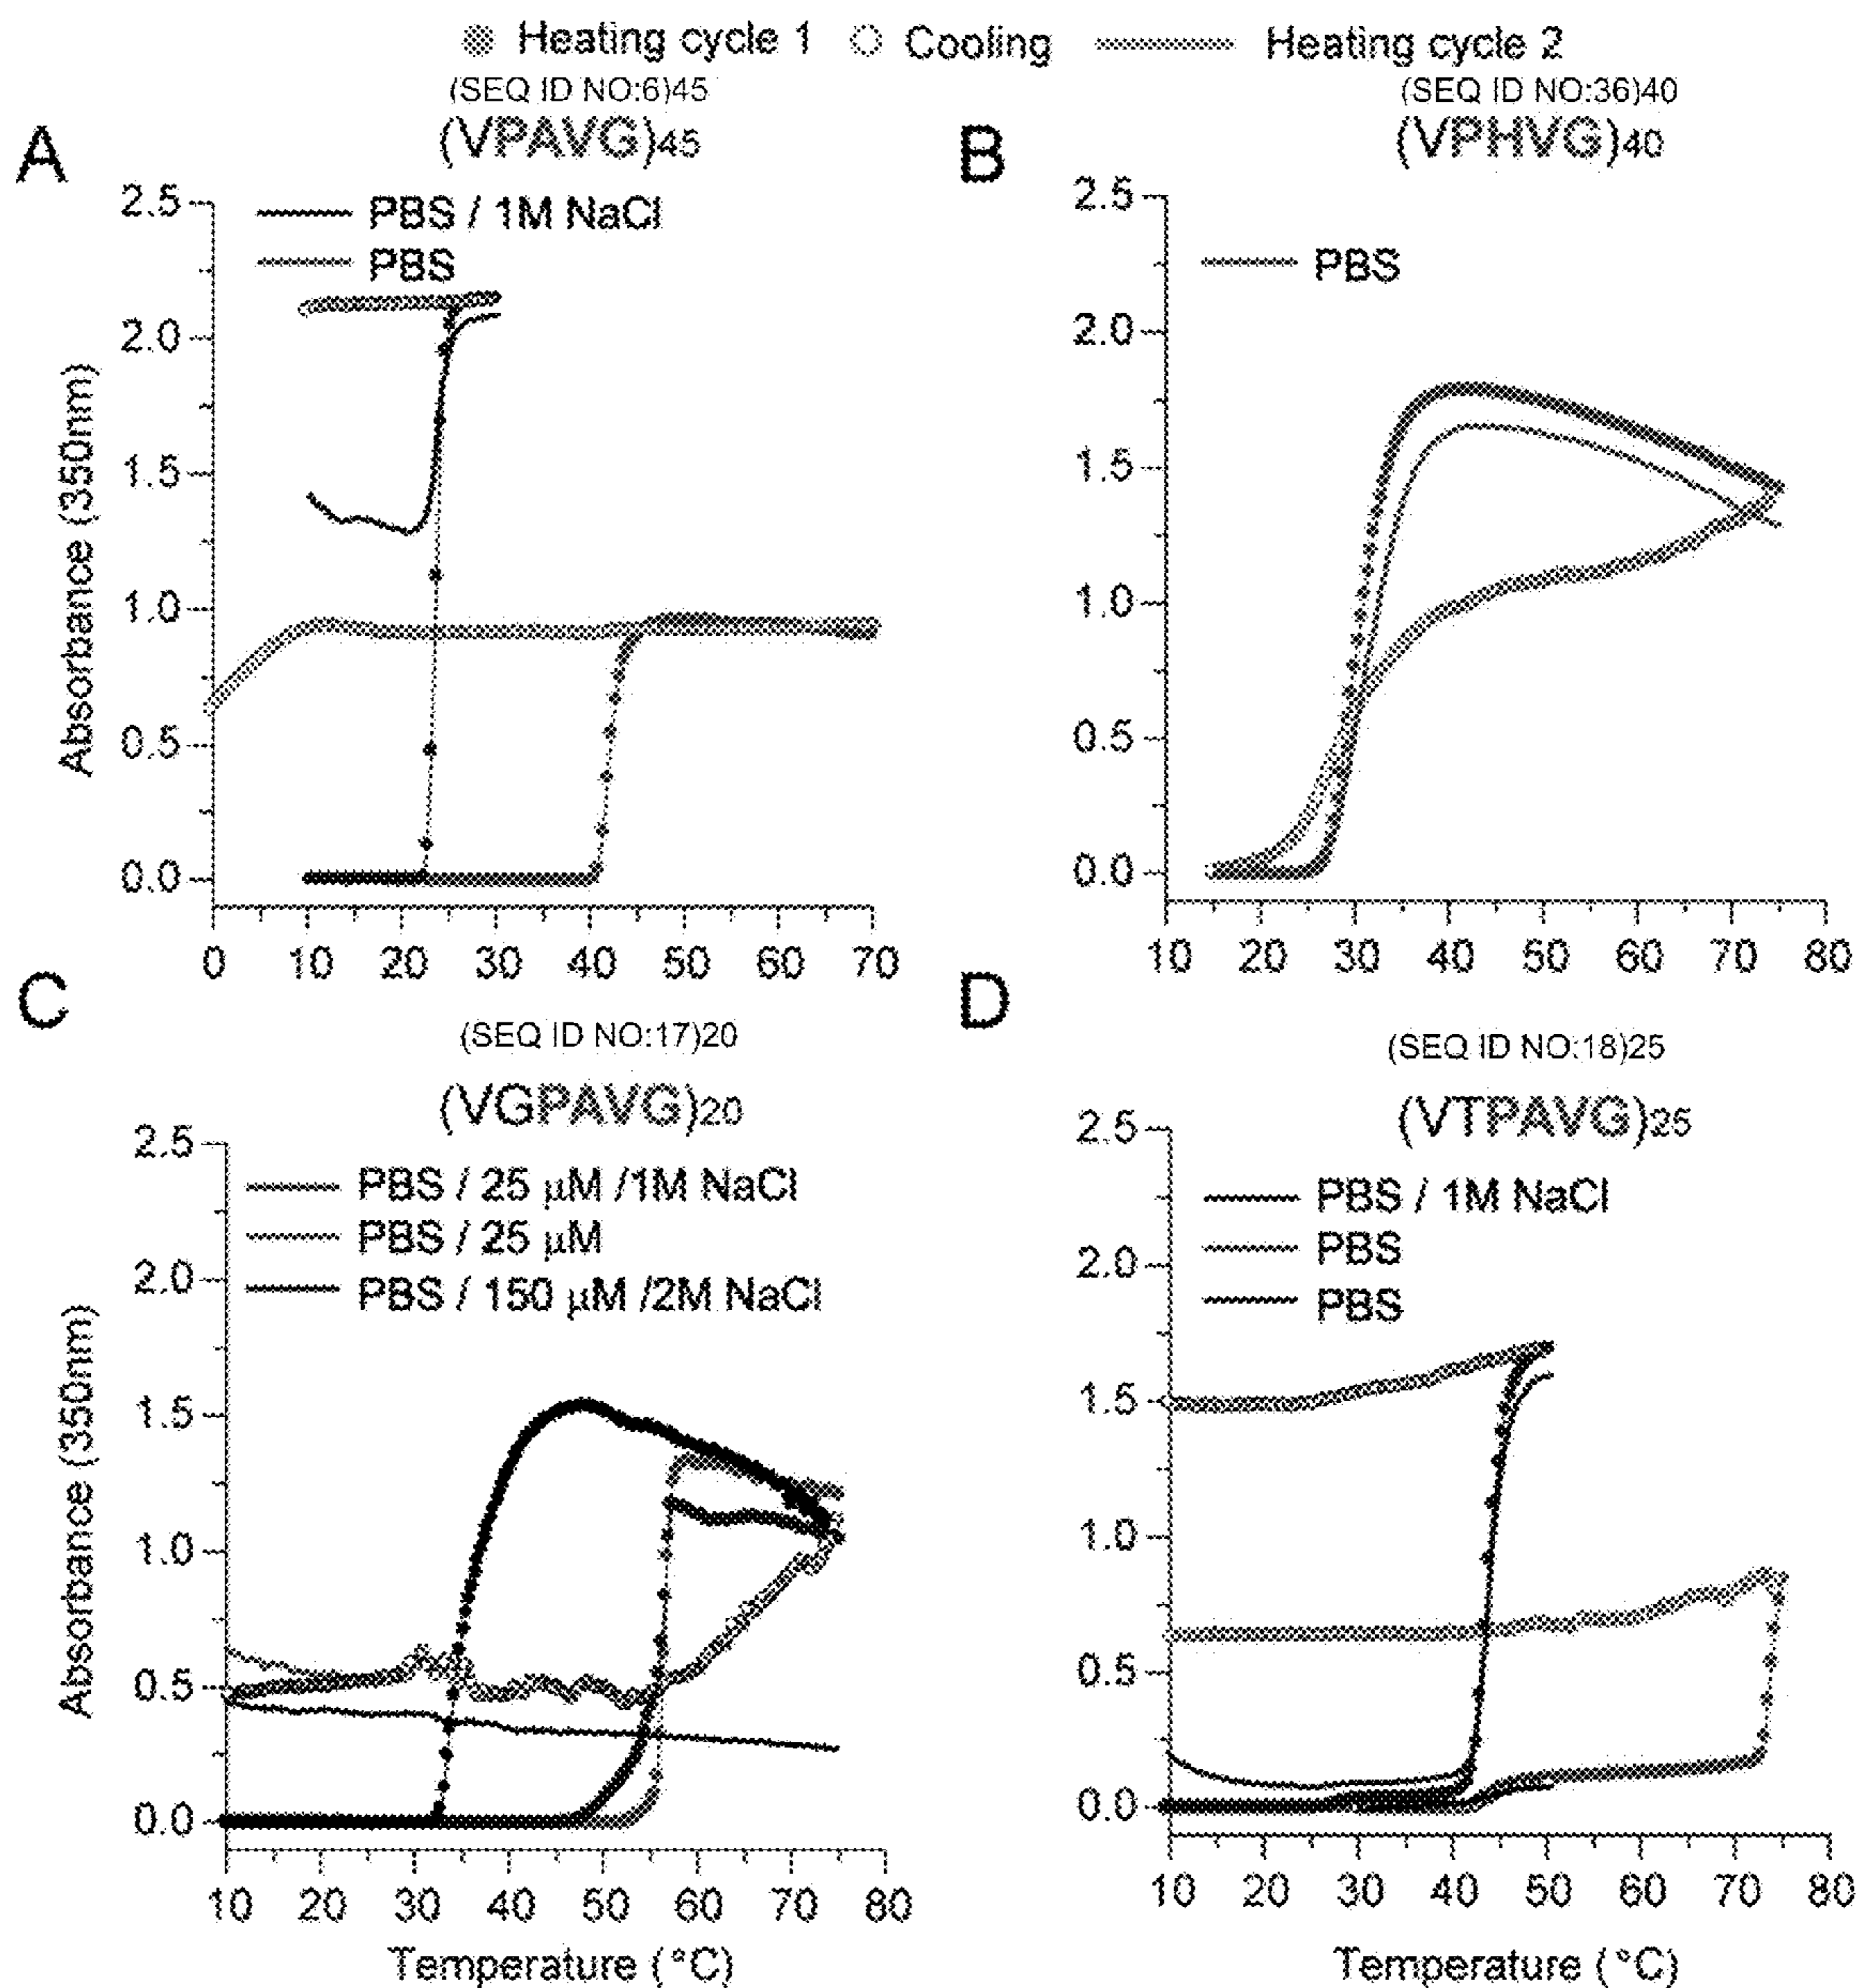 Heating cycle 1 Cooling Heating cycle 2
(SEQ ID NO:6)45
(VPAVG)45
A
PBS / 1M NaCl
PBS
2.5
2.0
1.5
1.0
0.5
0.0
Absorbance (350nm)
0 10 20 30 40 50 60 70
(SEQ ID NO:36)40
(VPHVG)40
B
PBS
2.5
2.0
1.5
1.0
0.5
0.0
10 20 30 40 50 60 70 80
C
(SEQ ID NO:17)20
(VGPAVG)20
PBS / 25 μM /1M NaCl
PBS / 25 μM
PBS / 150 μM /2M NaCl
2.5
2.0
1.5
1.0
0.5
0.0
Absorbance (350nm)
10 20 30 40 50 60 70 80
Temperature (°C)
D
(SEQ ID NO:18)25
(VTPAVG)25
PBS / 1M NaCl
PBS
PBS
2.5
2.0
1.5
1.0
0.5
0.0
10 20 30 40 50 60 70 80
Temperature (°C)